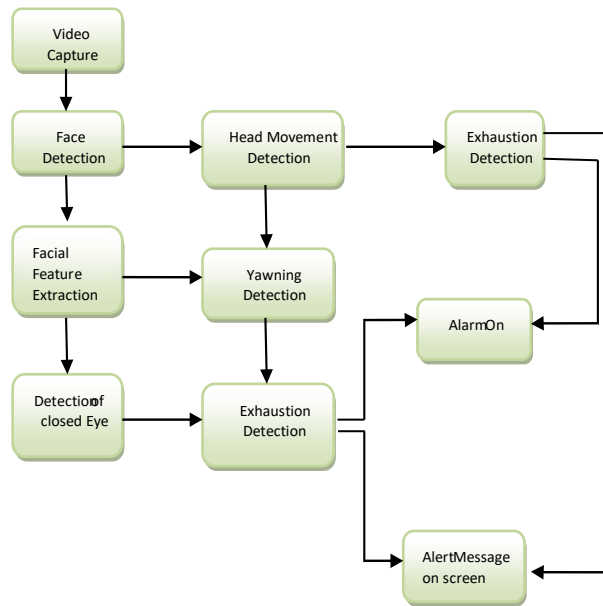 Video
Capture
Face
Detection
Head Movement
Detection
Exhaustion
Detection
Facial
Feature
Extraction
Yawning
Detection
AlarmOn
Detectionof
closed Eye
Exhaustion
Detection
AlertMessage
on screen